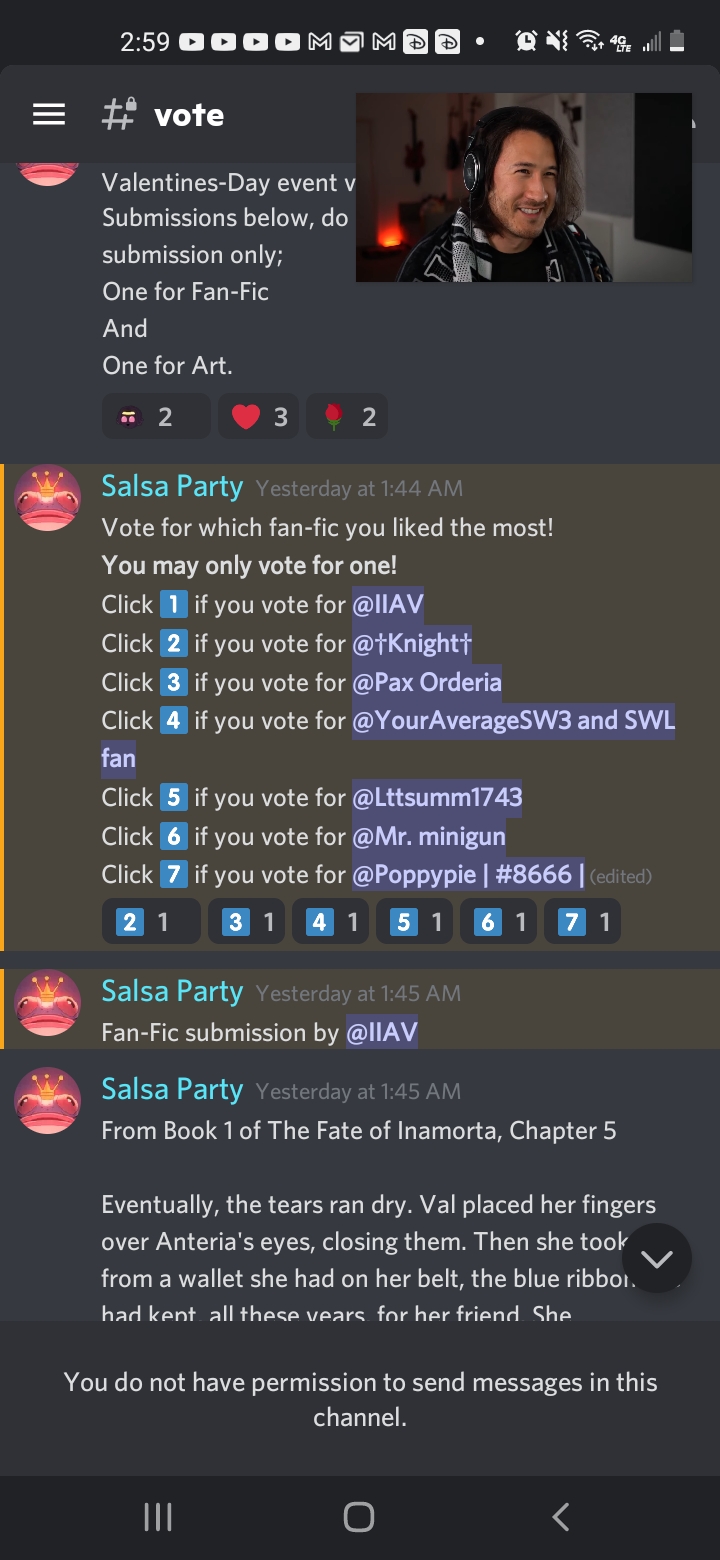 2:59
4G
LTE
vote
Valentines-Day event v
Submissions below, do
submission only;
One for Fan-Fic
And
One for Art.
2 3 2
Salsa Party Yesterday at 1:44 AM
Vote for which fan-fic you liked the most!
You may only vote for one!
Click 1 if you vote for @IIAV
Click 2 if you vote for @†Knight†
Click 3 if you vote for @Pax Orderia
Click 4 if you vote for @YourAverageSW3 and SWL
fan
Click 5 if you vote for @Lttsumm1743
Click 6 if you vote for @Mr. minigun
Click 7 if you vote for @Poppypie | #8666 | (edited)
2 1 3 1 4 1 5 1 6 1 7 1
Salsa Party Yesterday at 1:45 AM
Fan-Fic submission by @IIAV
Salsa Party Yesterday at 1:45 AM
From Book 1 of The Fate of Inamorta, Chapter 5
Eventually, the tears ran dry. Val placed her fingers
over Anteria's eyes, closing them. Then she took
from a wallet she had on her belt, the blue ribbon
had kept, all these years, for her friend. She
You do not have permission to send messages in this
channel.